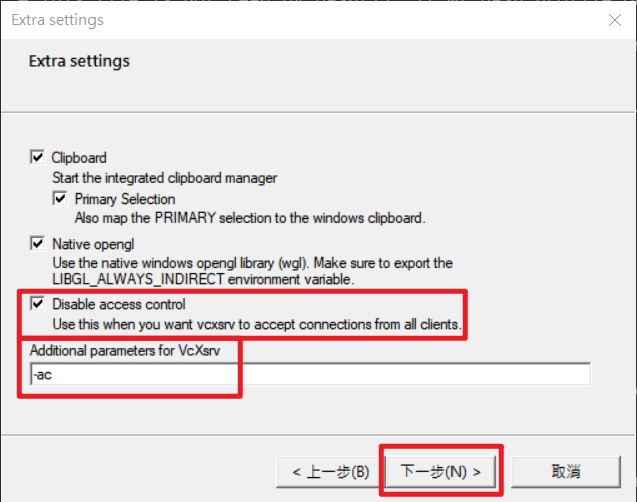 Extra settings
Extra settings
Clipboard
Start the integrated clipboard manager
Primary Selection
Also map the PRIMARY selection to the windows clipboard.
Native opengl
Use the native windows opengl library (wgl). Make sure to export the
LIBGL_ALWAYS_INDIRECT environment variable.
Disable access control
Use this when you want vcxsrv to accept connections from all clients.
Additional parameters for VcXsrv
-ac
< 上一步(B) 下一步(N) > 取消